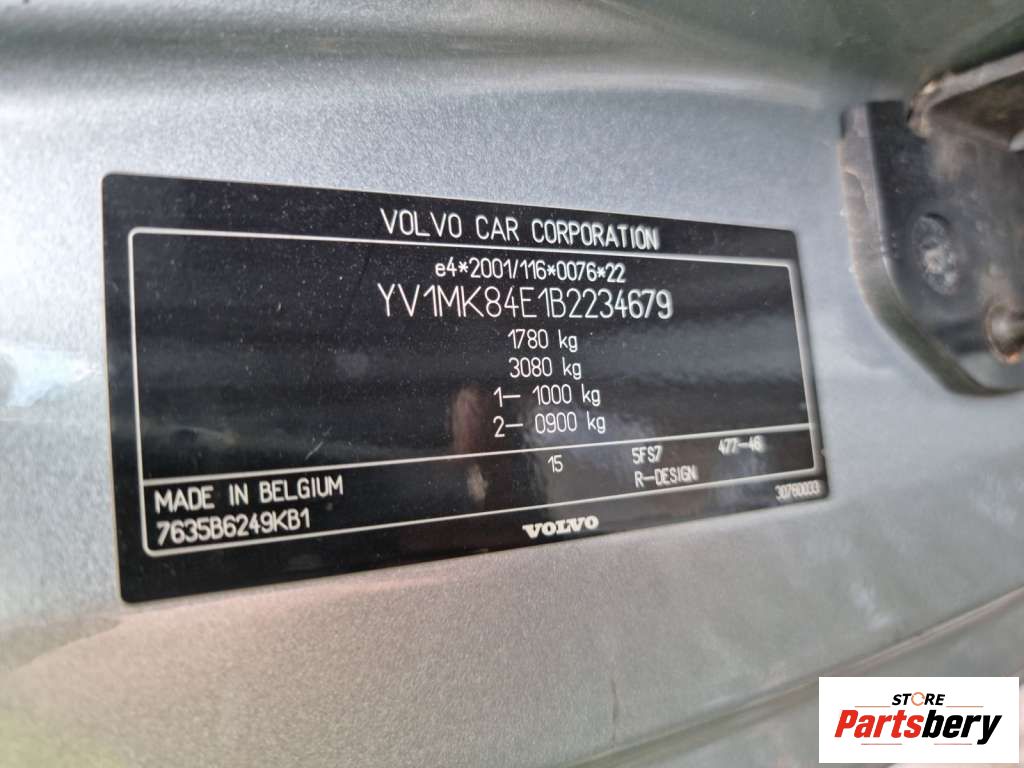 VOLVO CAR CORPORATION
e4*2001/116*0076*22
YV1MK84E1B2234679
1780 kg
3080 kg
1– 1000 kg
2– 0900 kg
15 5FS7 477–46
R–DESIGN
MADE IN BELGIUM
7635B6249KB1
30760033
VOLVO
STORE
Partsbery